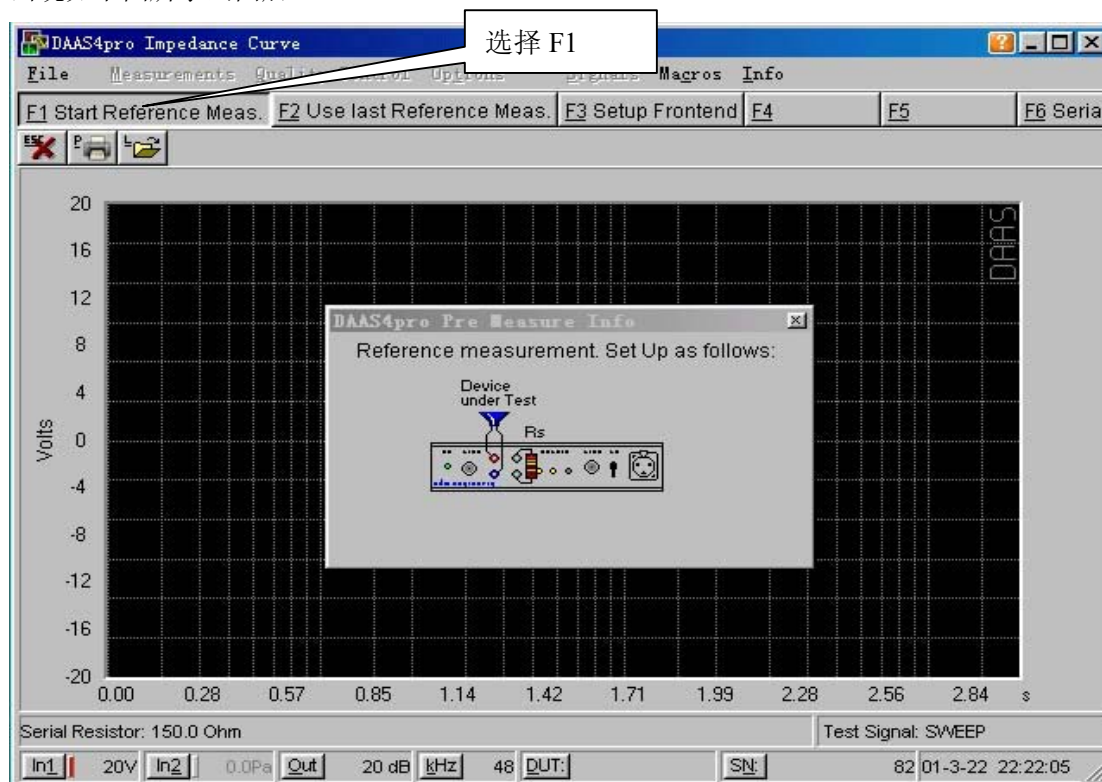 选择 F1
DAAS4pro Impedance Curve
File Measurements Quality Control Options Signals Macros Info
F1 Start Reference Meas. F2 Use last Reference Meas. F3 Setup Frontend F4 F5 F6 Seria
ESC P L
DAAS
20
16
12
8
4
0
-4
-8
-12
-16
-20
Volts
DAAS4pro Pre Measure Info
Reference measurement. Set Up as follows:
Device
under Test
Rs
0.00 0.28 0.57 0.85 1.14 1.42 1.71 1.99 2.28 2.56 2.84 s
Serial Resistor: 150.0 Ohm Test Signal: SWEEP
In1 20V In2 0.0Pa Out 20 dB kHz 48 DUT: SN: 82 01-3-22 22:22:05